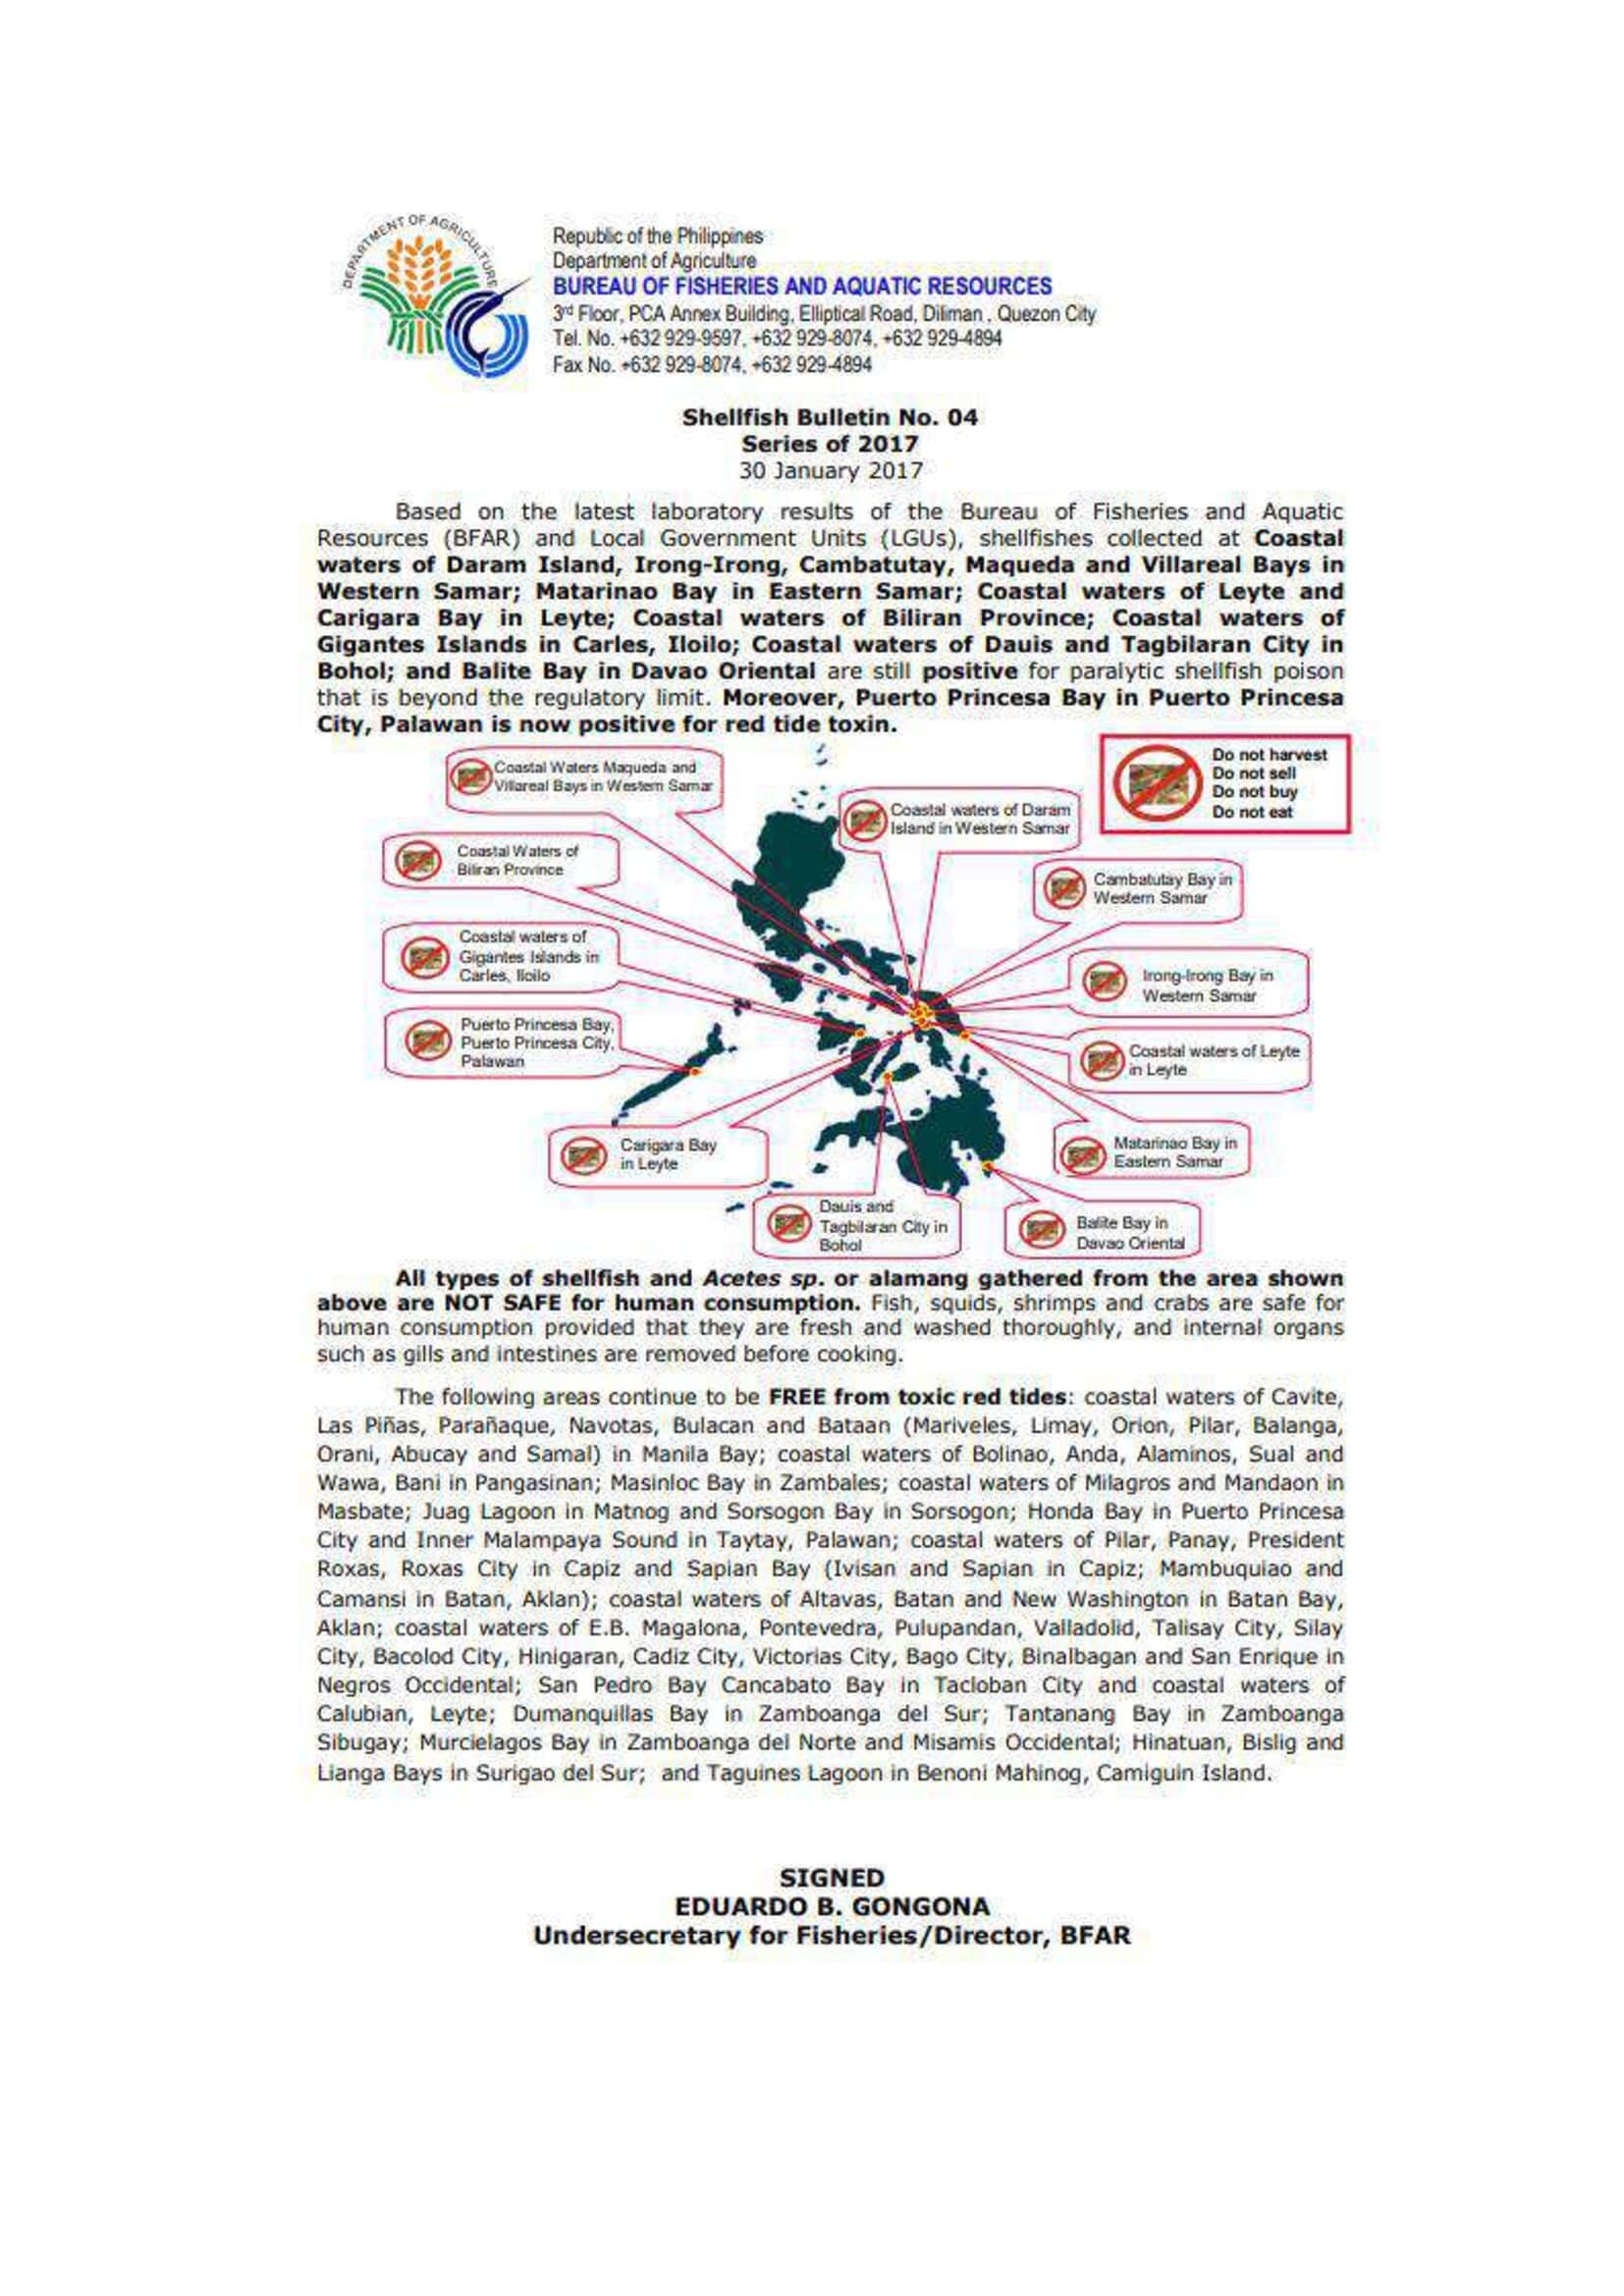 DEPARTMENT OF AGRICULTURE
Republic of the Philippines
Department of Agriculture
BUREAU OF FISHERIES AND AQUATIC RESOURCES
3rd Floor, PCA Annex Building, Elliptical Road, Diliman , Quezon City
Tel. No. +632 929-9597, +632 929-8074, +632 929-4894
Fax No. +632 929-8074, +632 929-4894
Shellfish Bulletin No. 04
Series of 2017
30 January 2017
Based on the latest laboratory results of the Bureau of Fisheries and Aquatic
Resources (BFAR) and Local Government Units (LGUs), shellfishes collected at Coastal
waters of Daram Island, Irong-Irong, Cambatutay, Maqueda and Villareal Bays in
Western Samar; Matarinao Bay in Eastern Samar; Coastal waters of Leyte and
Carigara Bay in Leyte; Coastal waters of Biliran Province; Coastal waters of
Gigantes Islands in Carles, Iloilo; Coastal waters of Dauis and Tagbilaran City in
Bohol; and Balite Bay in Davao Oriental are still positive for paralytic shellfish poison
that is beyond the regulatory limit. Moreover, Puerto Princesa Bay in Puerto Princesa
City, Palawan is now positive for red tide toxin.
Do not harvest
Do not sell
Do not buy
Do not eat
Coastal Waters Maqueda and
Villareal Bays in Western Samar
Coastal waters of Daram
Island in Western Samar
Coastal Waters of
Biliran Province
Cambatutay Bay in
Western Samar
Coastal waters of
Gigantes Islands in
Carles, Iloilo
Irong-Irong Bay in
Western Samar
Puerto Princesa Bay,
Puerto Princesa City,
Palawan
Coastal waters of Leyte
in Leyte
Carigara Bay
in Leyte
Matarinao Bay in
Eastern Samar
Dauis and
Tagbilaran City in
Bohol
Balite Bay in
Davao Oriental
All types of shellfish and Acetes sp. or alamang gathered from the area shown
above are NOT SAFE for human consumption. Fish, squids, shrimps and crabs are safe for
human consumption provided that they are fresh and washed thoroughly, and internal organs
such as gills and intestines are removed before cooking.
The following areas continue to be FREE from toxic red tides: coastal waters of Cavite,
Las Piñas, Parañaque, Navotas, Bulacan and Bataan (Mariveles, Limay, Orion, Pilar, Balanga,
Orani, Abucay and Samal) in Manila Bay; coastal waters of Bolinao, Anda, Alaminos, Sual and
Wawa, Bani in Pangasinan; Masinloc Bay in Zambales; coastal waters of Milagros and Mandaon in
Masbate; Juag Lagoon in Matnog and Sorsogon Bay in Sorsogon; Honda Bay in Puerto Princesa
City and Inner Malampaya Sound in Taytay, Palawan; coastal waters of Pilar, Panay, President
Roxas, Roxas City in Capiz and Sapian Bay (Ivisan and Sapian in Capiz; Mambuquiao and
Camansi in Batan, Aklan); coastal waters of Altavas, Batan and New Washington in Batan Bay,
Aklan; coastal waters of E.B. Magalona, Pontevedra, Pulupandan, Valladolid, Talisay City, Silay
City, Bacolod City, Hinigaran, Cadiz City, Victorias City, Bago City, Binalbagan and San Enrique in
Negros Occidental; San Pedro Bay Cancabato Bay in Tacloban City and coastal waters of
Calubian, Leyte; Dumanquillas Bay in Zamboanga del Sur; Tantanang Bay in Zamboanga
Sibugay; Murcielagos Bay in Zamboanga del Norte and Misamis Occidental; Hinatuan, Bislig and
Lianga Bays in Surigao del Sur; and Taguines Lagoon in Benoni Mahinog, Camiguin Island.
SIGNED
EDUARDO B. GONGONA
Undersecretary for Fisheries/Director, BFAR